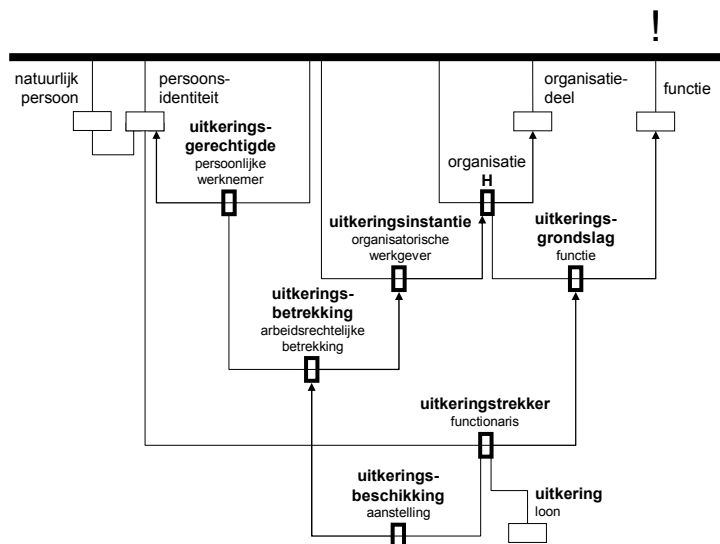 !
natuurlijk
persoon
persoons-
identiteit
organisatie-
deel
functie
uitkerings-
gerechtigde
persoonlijke
werknemer
organisatie
H
uitkeringsinstantie
organisatorische
werkgever
uitkerings-
grondslag
functie
uitkerings-
betrekking
arbeidsrechtelijke
betrekking
uitkeringstrekker
functionaris
uitkerings-
beschikking
aanstelling
uitkering
loon